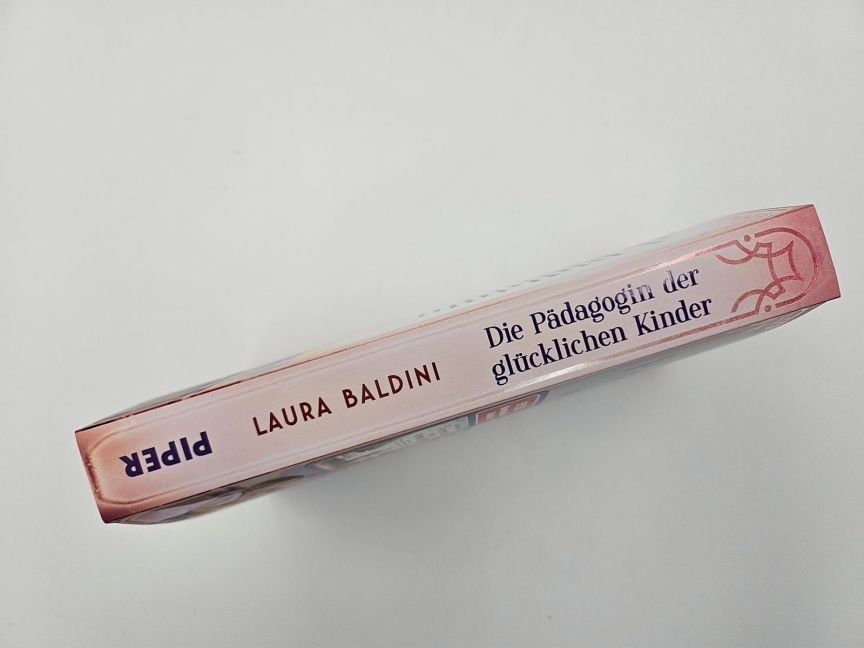 PIPER
LAURA BALDINI
Die Pädagogin der
glücklichen Kinder